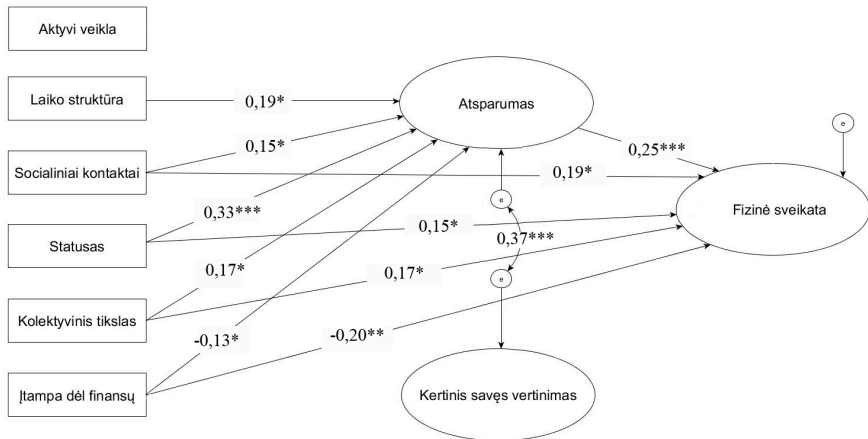 Aktyvi veikla
Laiko struktūra
0,19*
Atsparumas
e
0,15*
0,25***
Socialiniai kontaktai
0,19*
e
0,33***
Fizinė sveikata
Statusas
0,15*
0,37***
0,17*
0,17*
e
Kolektyvinis tikslas
-0,13*
-0,20**
Įtampa dėl finansų
Kertinis savęs vertinimas